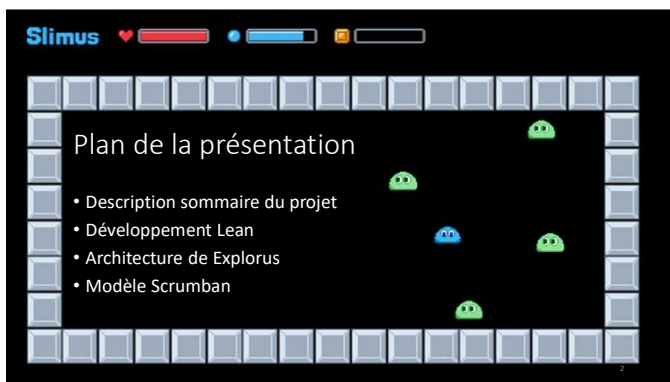 Slimus
Plan de la présentation
• Description sommaire du projet
• Développement Lean
• Architecture de Explorus
• Modèle Scrumban
2